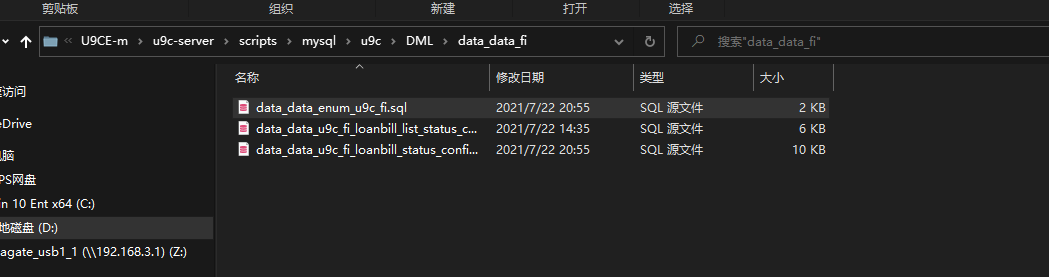 剪贴板 组织 新建 打开 选择
U9CE-m > u9c-server > scripts > mysql > u9c > DML > data_data_fi 搜索"data_data_fi"
名称 修改日期 类型 大小
速访问
data_data_enum_u9c_fi.sql 2021/7/22 20:55 SQL 源文件 2 KB
eDrive
data_data_u9c_fi_loanbill_list_status_c... 2021/7/22 14:35 SQL 源文件 6 KB
电脑
data_data_u9c_fi_loanbill_status_confi... 2021/7/22 20:55 SQL 源文件 10 KB
PS网盘
in 10 Ent x64 (C:)
地磁盘 (D:)
agate_usb1_1 (\\192.168.3.1) (Z:)